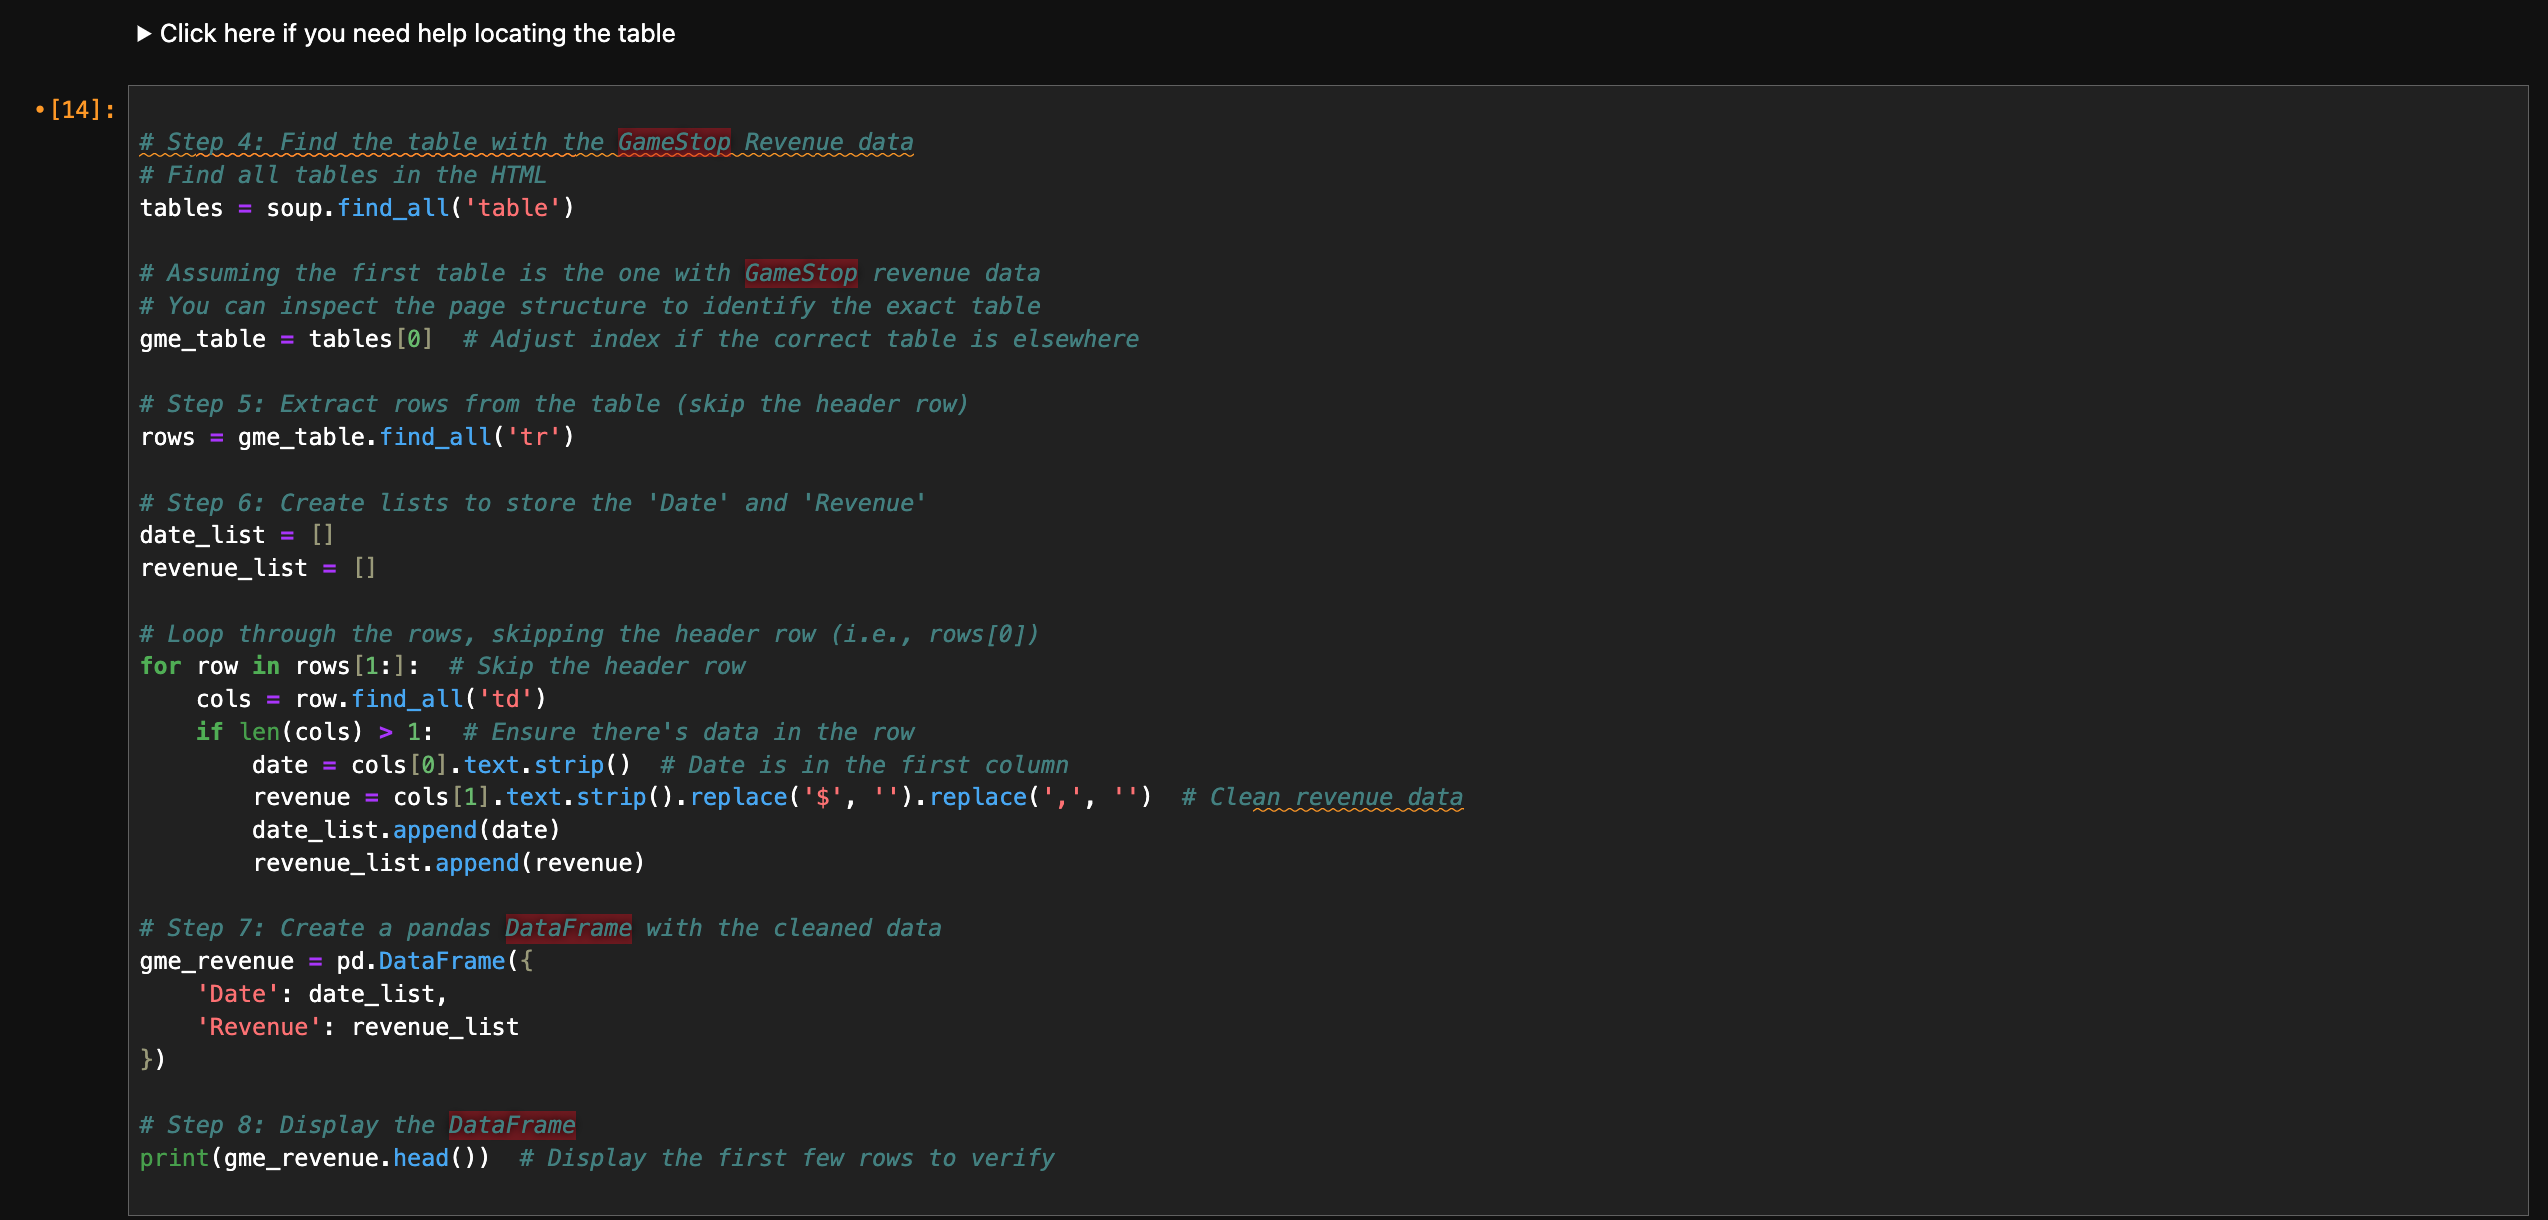 ▶ Click here if you need help locating the table
•[14]:
# Step 4: Find the table with the GameStop Revenue data
# Find all tables in the HTML
tables = soup.find_all('table')
# Assuming the first table is the one with GameStop revenue data
# You can inspect the page structure to identify the exact table
gme_table = tables[0]  # Adjust index if the correct table is elsewhere
# Step 5: Extract rows from the table (skip the header row)
rows = gme_table.find_all('tr')
# Step 6: Create lists to store the 'Date' and 'Revenue'
date_list = []
revenue_list = []
# Loop through the rows, skipping the header row (i.e., rows[0])
for row in rows[1:]:  # Skip the header row
    cols = row.find_all('td')
    if len(cols) > 1:  # Ensure there's data in the row
        date = cols[0].text.strip()  # Date is in the first column
        revenue = cols[1].text.strip().replace('$', '').replace(',', '')  # Clean revenue data
        date_list.append(date)
        revenue_list.append(revenue)
# Step 7: Create a pandas DataFrame with the cleaned data
gme_revenue = pd.DataFrame({
    'Date': date_list,
    'Revenue': revenue_list
})
# Step 8: Display the DataFrame
print(gme_revenue.head())  # Display the first few rows to verify